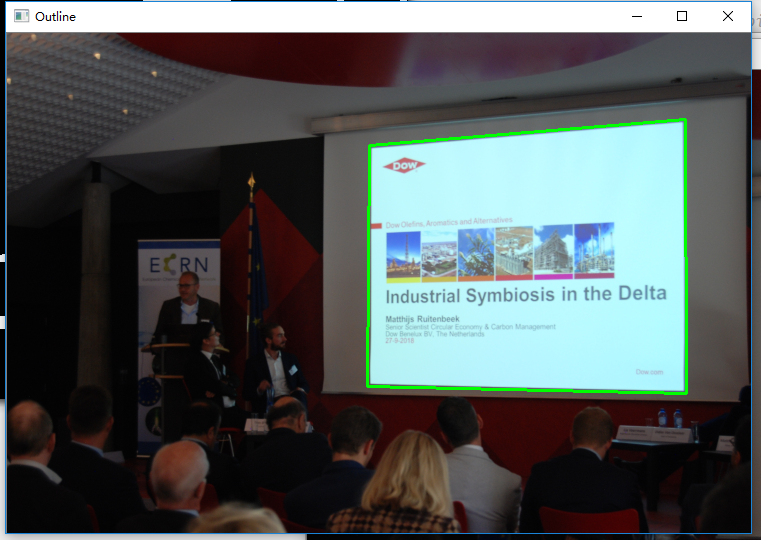 Outline
DOW
Dow Olefins, Aromatics and Alternatives
ECRN
Industrial Symbiosis in the Delta
Matthijs Ruitenbeek
Senior Scientist Circular Economy & Carbon Management
Dow Benelux BV, The Netherlands
27-9-2016
Dow.com